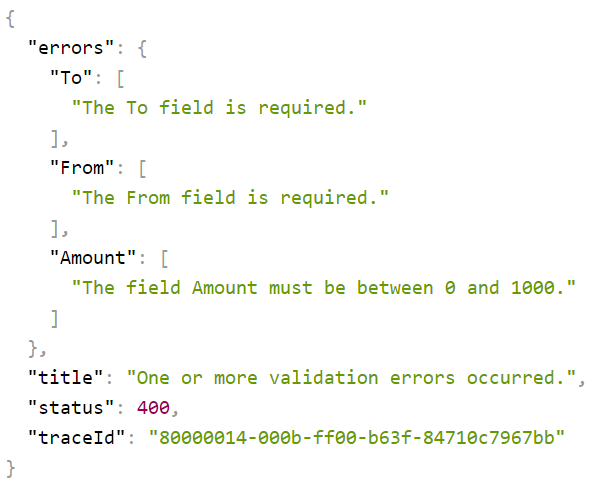 {
  "errors": {
    "To": [
      "The To field is required."
    ],
    "From": [
      "The From field is required."
    ],
    "Amount": [
      "The field Amount must be between 0 and 1000."
    ]
  },
  "title": "One or more validation errors occurred.",
  "status": 400,
  "traceId": "80000014-000b-ff00-b63f-84710c7967bb"
}